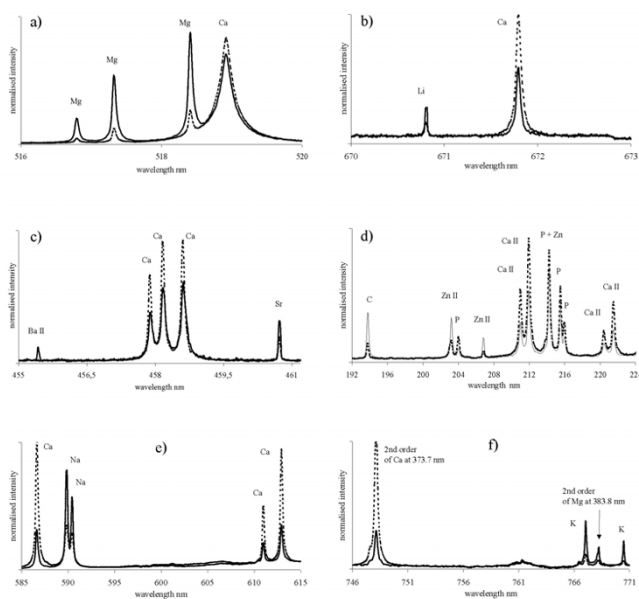 a)
Mg
Mg
Mg
Ca
normalised intensity
516
518
520
wavelength nm
b)
Li
Ca
normalised intensity
670
671
672
673
wavelength nm
c)
Ba II
Ca
Ca
Ca
Sr
normalised intensity
455
456,5
458
459,5
461
wavelength nm
d)
C
Zn II
P
Zn II
Ca II
Ca II
P + Zn
P
P
Ca II
Ca II
normalised intensity
192
196
200
204
208
212
216
220
224
wavelength nm
e)
Ca
Na
Na
Ca
Ca
normalised intensity
585
590
595
600
605
610
615
wavelength nm
f)
2nd order
of Ca at 373.7 nm
2nd order
of Mg at 383.8 nm
K
K
normalised intensity
746
751
756
761
766
771
wavelength nm